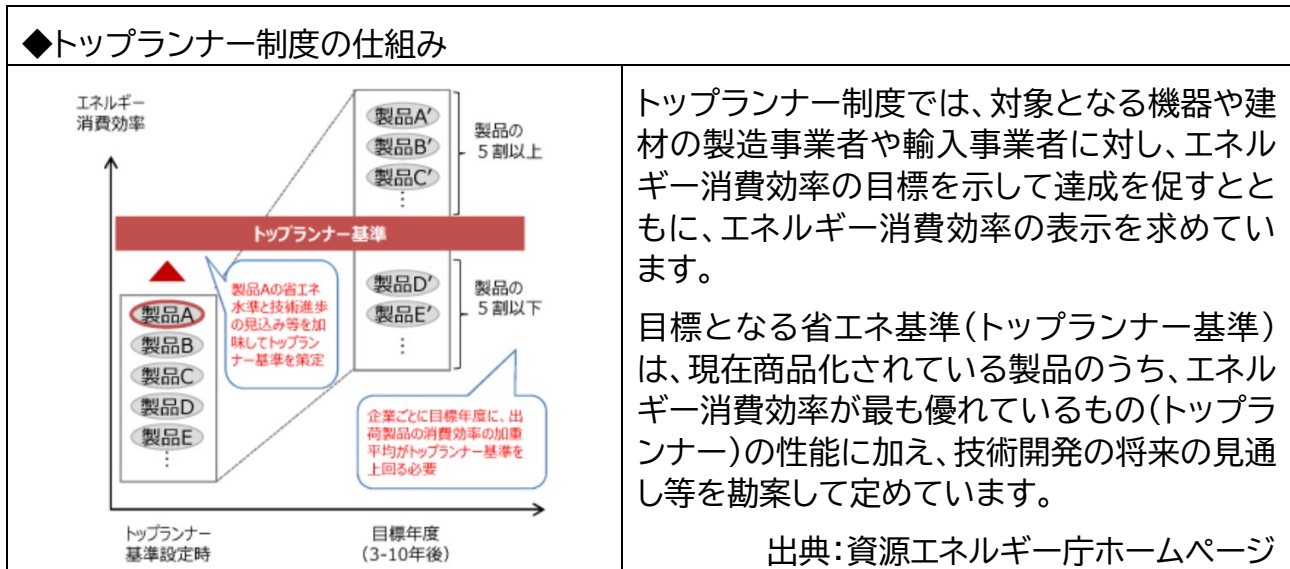 ◆トップランナー制度の仕組み
エネルギー
消費効率
製品A
製品B
製品C
製品D
製品E
⋮
トップランナー
基準設定時
トップランナー基準
製品Aの省エネ
水準と技術進歩
の見込み等を加
味してトップラン
ナー基準を策定
製品A’
製品B’
製品C’
⋮
製品の
5割以上
製品D’
製品E’
⋮
製品の
5割以下
企業ごとに目標年度に、出
荷製品の消費効率の加重
平均がトップランナー基準を
上回る必要
目標年度
(3-10年後)
トップランナー制度では、対象となる機器や建
材の製造事業者や輸入事業者に対し、エネル
ギー消費効率の目標を示して達成を促すとと
もに、エネルギー消費効率の表示を求めてい
ます。
目標となる省エネ基準(トップランナー基準)
は、現在商品化されている製品のうち、エネル
ギー消費効率が最も優れているもの(トップラ
ンナー)の性能に加え、技術開発の将来の見通
し等を勘案して定めています。
出典:資源エネルギー庁ホームページ